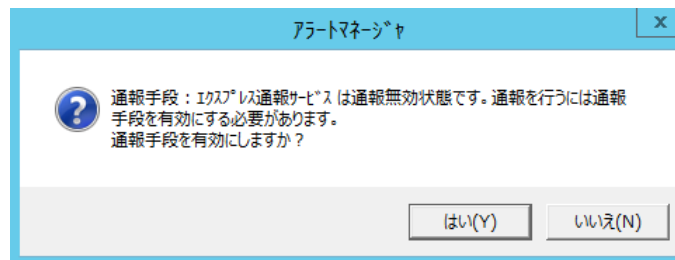 アラートマネージャ
x
通報手段：エクスプレス通報サービス は通報無効状態です。通報を行うには通報
手段を有効にする必要があります。
通報手段を有効にしますか？
はい(Y) いいえ(N)